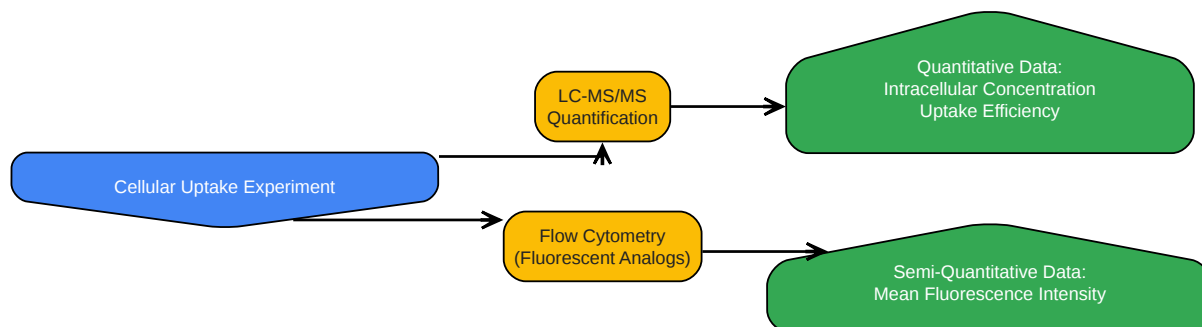 Cellular Uptake Experiment
LC-MS/MS
Quantification
Quantitative Data:
Intracellular Concentration
Uptake Efficiency
Flow Cytometry
(Fluorescent Analogs)
Semi-Quantitative Data:
Mean Fluorescence Intensity